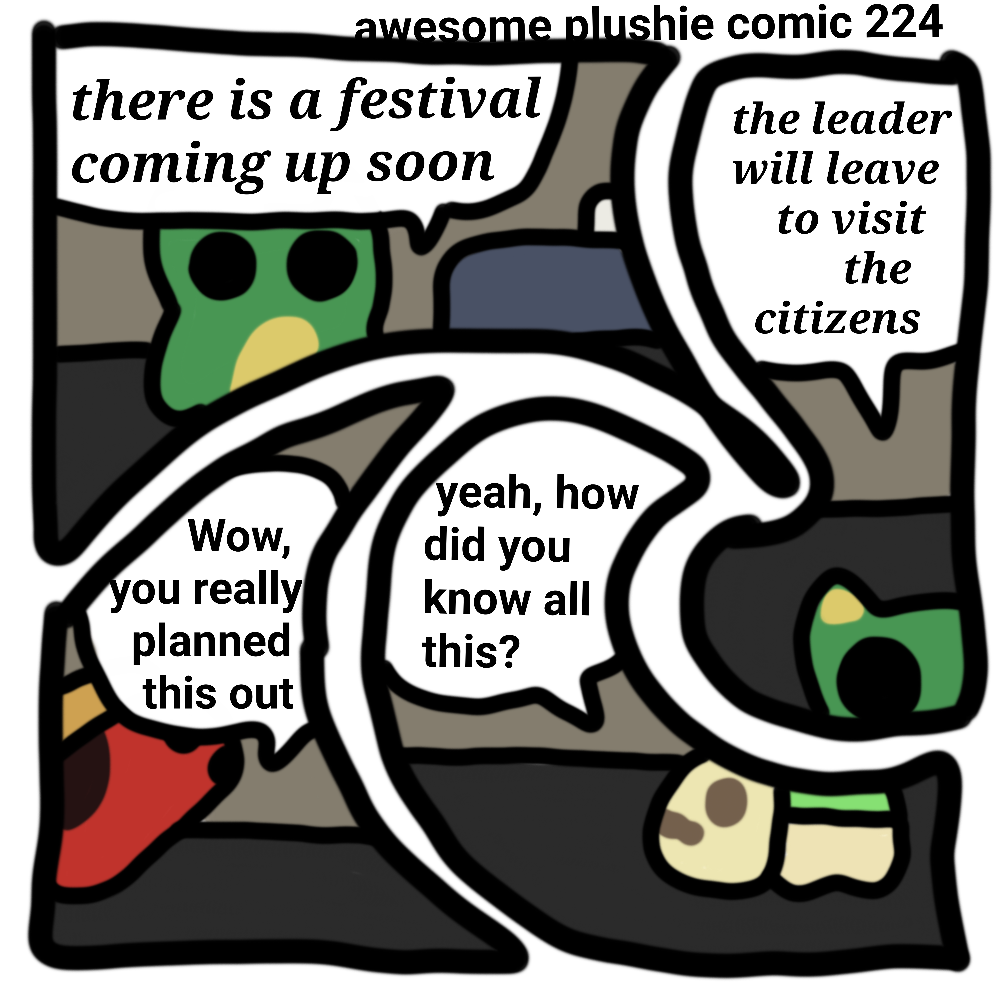 awesome plushie comic 224
there is a festival
coming up soon
the leader
will leave
to visit
the
citizens
Wow,
you really
planned
this out
yeah, how
did you
know all
this?